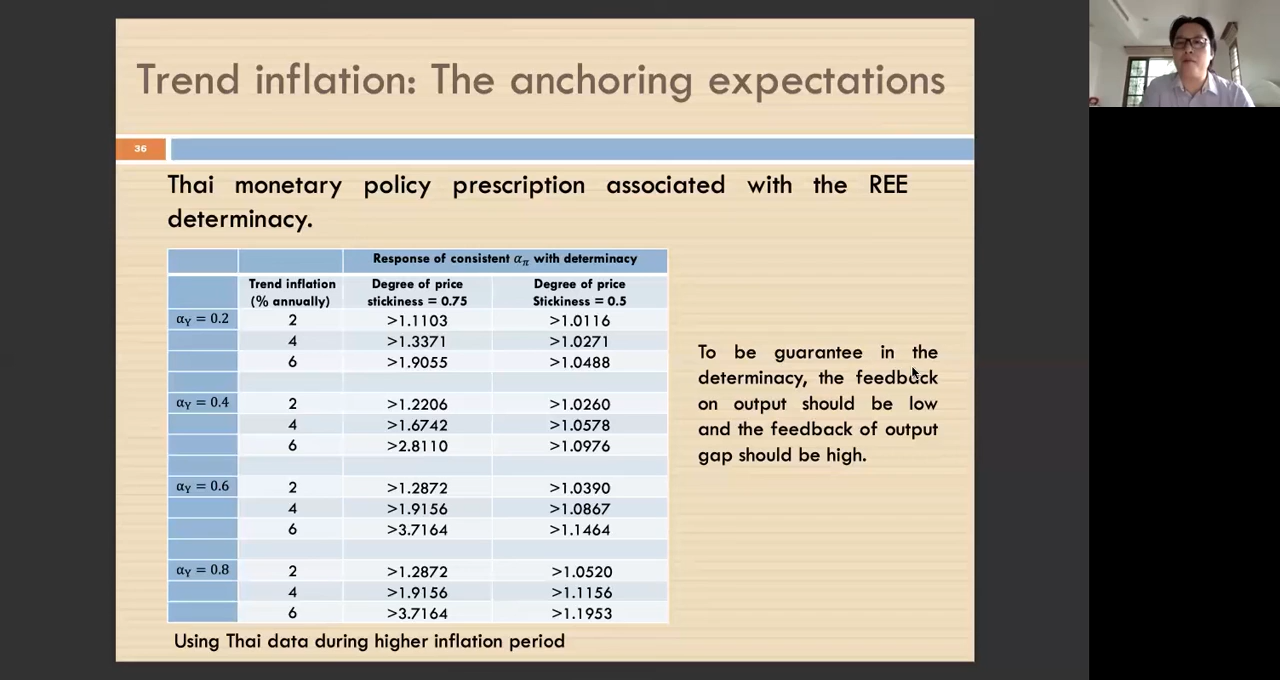 Trend inflation: The anchoring expectations
36
Thai monetary policy prescription associated with the REE
determinacy.
Response of consistent α_π with determinacy
Trend inflation Degree of price Degree of price
(% annually) stickiness = 0.75 Stickiness = 0.5
α_Y = 0.2 2 >1.1103 >1.0116
4 >1.3371 >1.0271
6 >1.9055 >1.0488
α_Y = 0.4 2 >1.2206 >1.0260
4 >1.6742 >1.0578
6 >2.8110 >1.0976
α_Y = 0.6 2 >1.2872 >1.0390
4 >1.9156 >1.0867
6 >3.7164 >1.1464
α_Y = 0.8 2 >1.2872 >1.0520
4 >1.9156 >1.1156
6 >3.7164 >1.1953
Using Thai data during higher inflation period
To be guarantee in the
determinacy, the feedback
on output should be low
and the feedback of output
gap should be high.